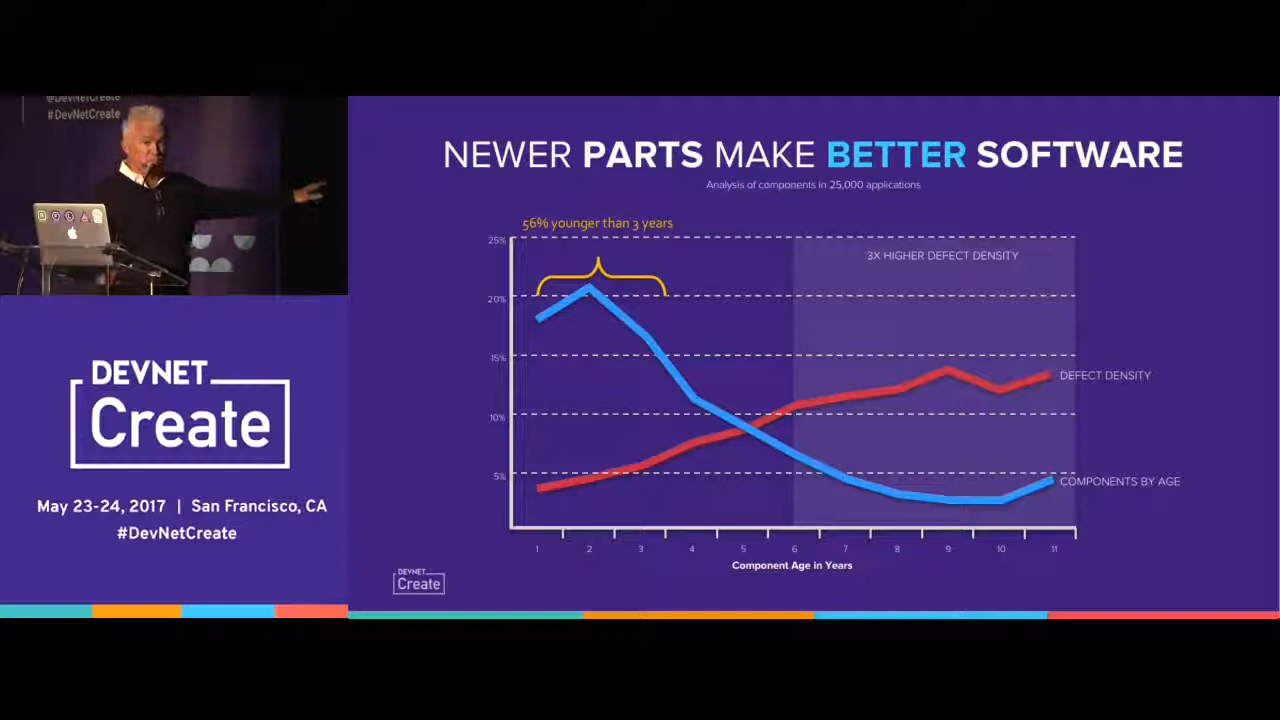 @DevNetCreate
#DevNetCreate
DEVNET
Create
May 23-24, 2017 | San Francisco, CA
#DevNetCreate
NEWER PARTS MAKE BETTER SOFTWARE
Analysis of components in 25,000 applications
56% younger than 3 years
25%
3X HIGHER DEFECT DENSITY
20%
15%
DEFECT DENSITY
10%
5%
COMPONENTS BY AGE
1 2 3 4 5 6 7 8 9 10 11
Component Age in Years
DEVNET
Create